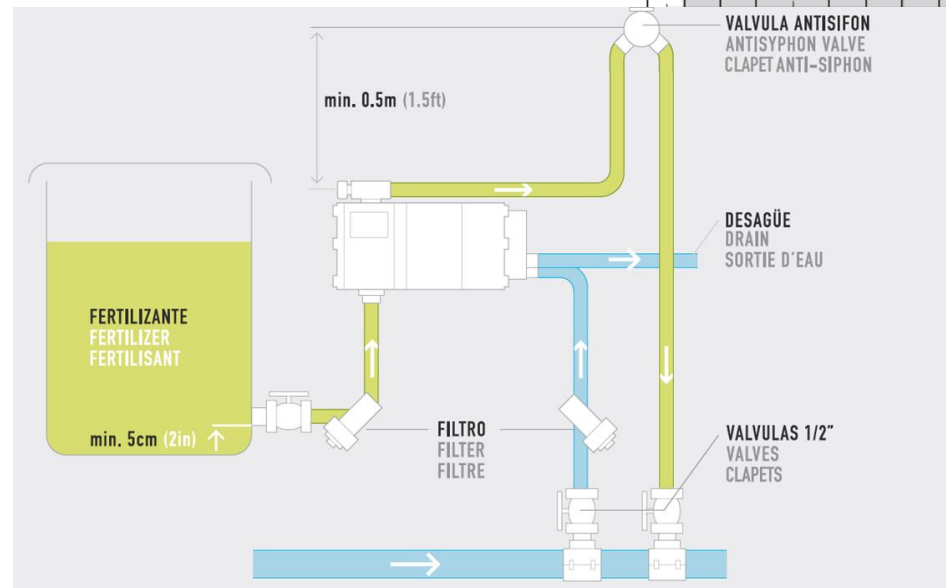 VALVULA ANTISIFON
ANTISYPHON VALVE
CLAPET ANTI-SIPHON
min. 0.5m (1.5ft)
DESAGÜE
DRAIN
SORTIE D'EAU
FERTILIZANTE
FERTILIZER
FERTILISANT
min. 5cm (2in)
FILTRO
FILTER
FILTRE
VALVULAS 1/2"
VALVES
CLAPETS